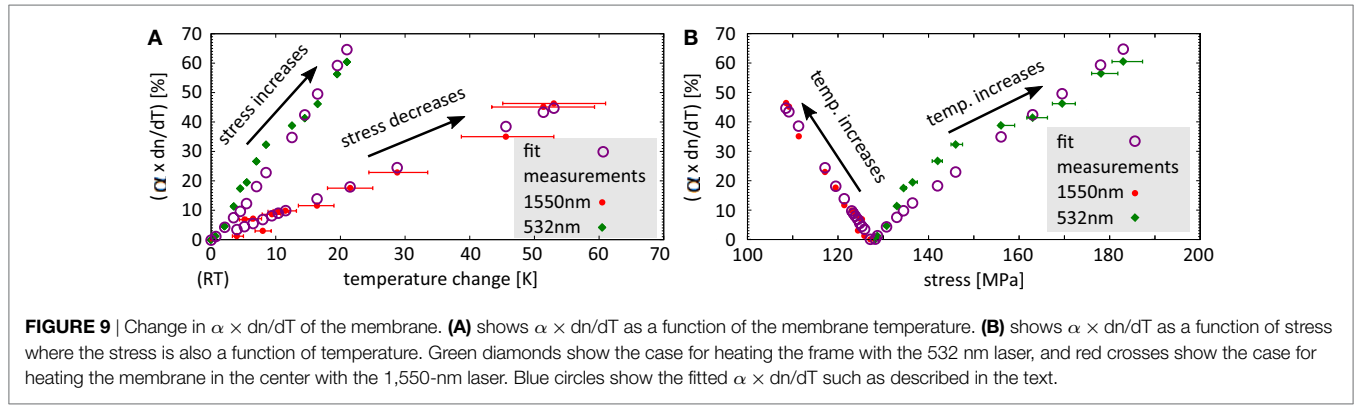 A
(α x dn/dT) [%]
70
60
50
40
30
20
10
0
stress increases
stress decreases
fit
measurements
1550nm
532nm
0 10 20 30 40 50 60 70
(RT) temperature change [K]
B
(α x dn/dT) [%]
70
60
50
40
30
20
10
0
temp. increases
temp. increases
fit
measurements
1550nm
532nm
100 120 140 160 180 200
stress [MPa]
FIGURE 9 | Change in α × dn/dT of the membrane. (A) shows α × dn/dT as a function of the membrane temperature. (B) shows α × dn/dT as a function of stress
where the stress is also a function of temperature. Green diamonds show the case for heating the frame with the 532 nm laser, and red crosses show the case for
heating the membrane in the center with the 1,550-nm laser. Blue circles show the fitted α × dn/dT such as described in the text.